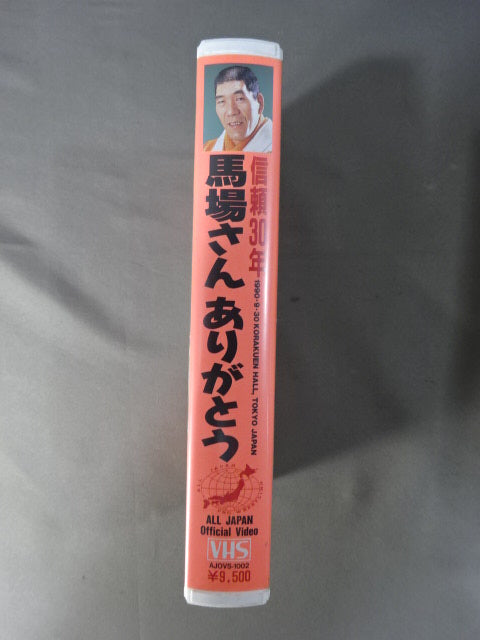 信頼30年
馬場さん ありがとう
1990・9・30 KORAKUEN HALL, TOKYO JAPAN
ALL JAPAN
Official Video
VHS
AJOVS-1002
¥9,500